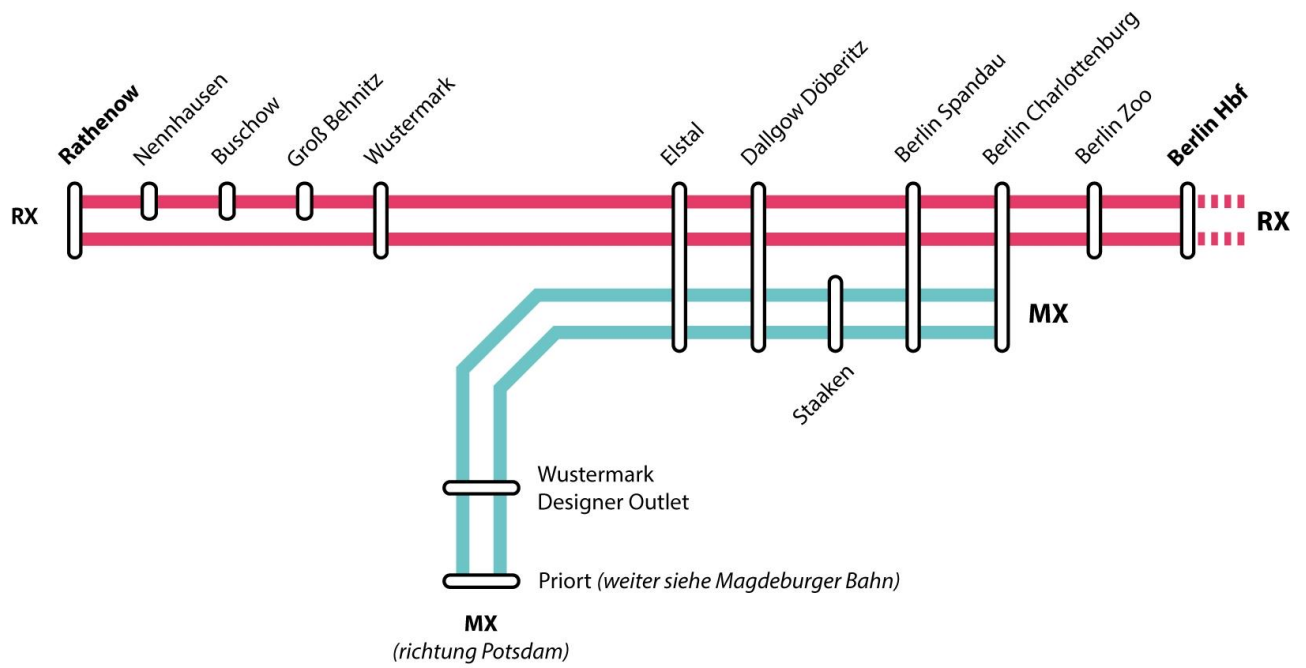 Rathenow
Nennhausen
Buschow
Groß Behnitz
Wustermark
Elstal
Dallgow Döberitz
Berlin Spandau
Berlin Charlottenburg
Berlin Zoo
Berlin Hbf
RX
RX
MX
Staaken
Wustermark
Designer Outlet
Priort (weiter siehe Magdeburger Bahn)
MX
(richtung Potsdam)